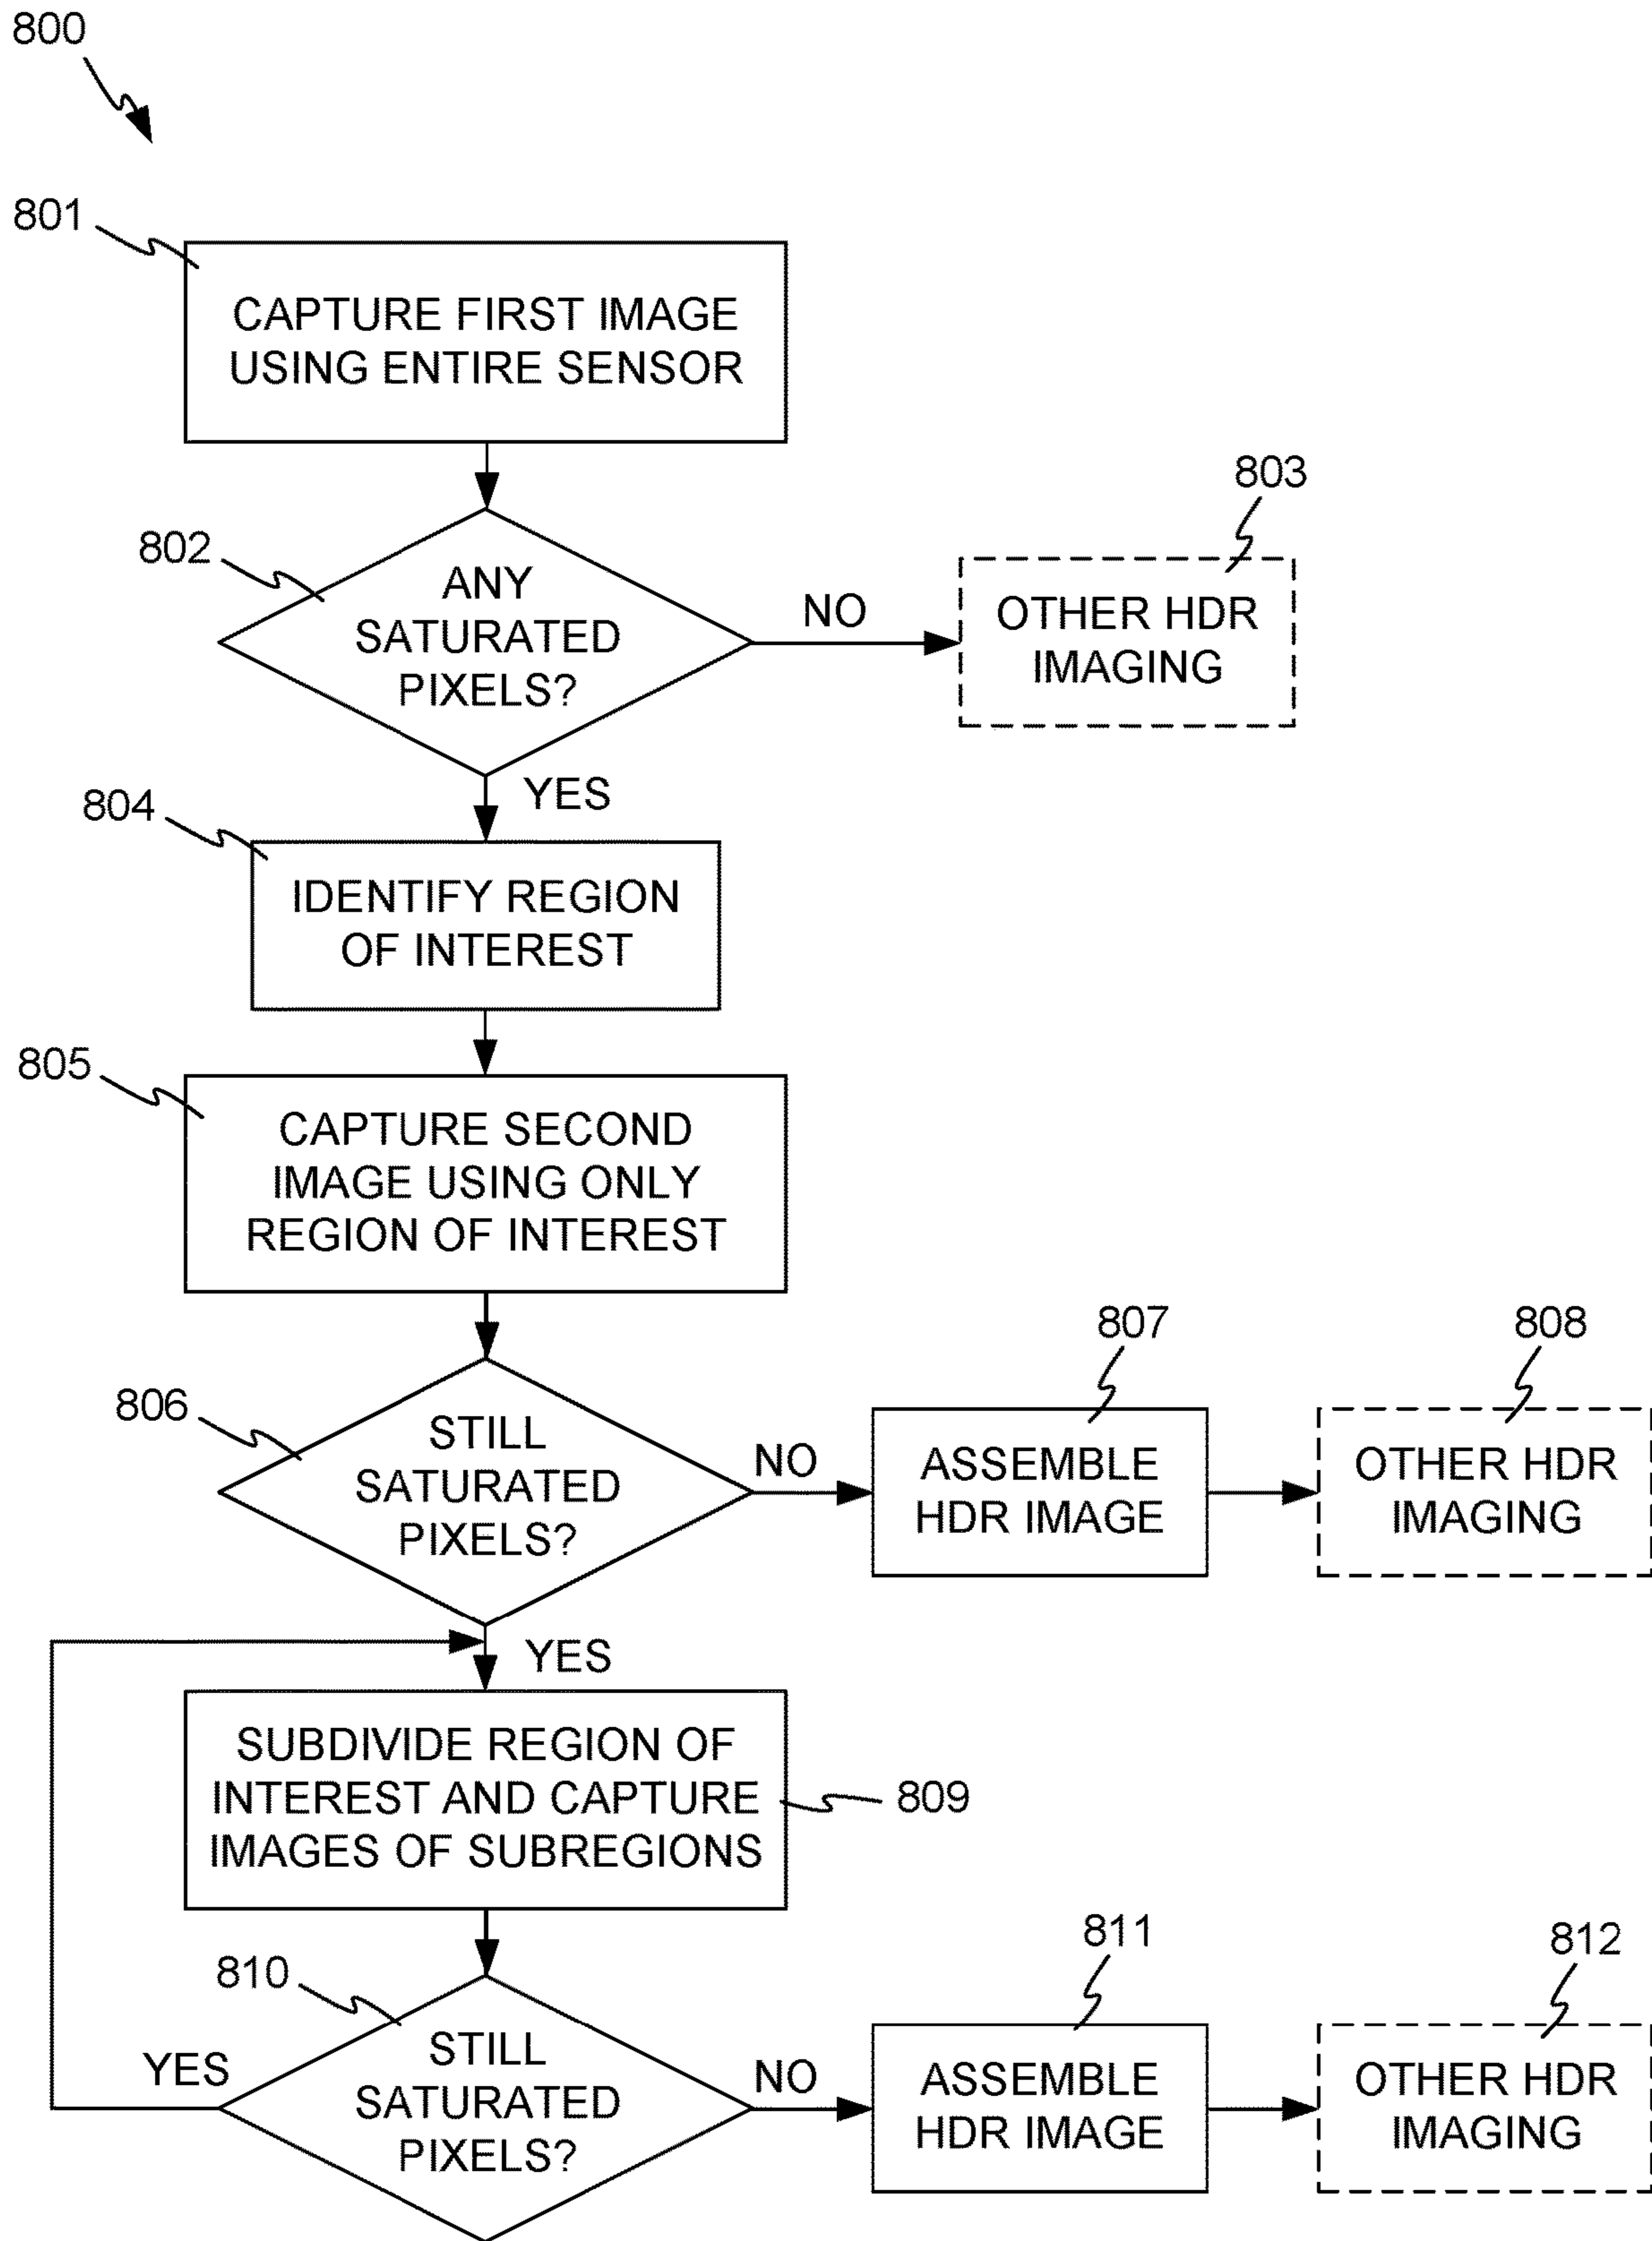 800
801
CAPTURE FIRST IMAGE
USING ENTIRE SENSOR
802
ANY
SATURATED
PIXELS?
NO
803
OTHER HDR
IMAGING
YES
804
IDENTIFY REGION
OF INTEREST
805
CAPTURE SECOND
IMAGE USING ONLY
REGION OF INTEREST
806
STILL
SATURATED
PIXELS?
NO
807
ASSEMBLE
HDR IMAGE
808
OTHER HDR
IMAGING
YES
SUBDIVIDE REGION OF
INTEREST AND CAPTURE
IMAGES OF SUBREGIONS
809
810
STILL
SATURATED
PIXELS?
YES
NO
811
ASSEMBLE
HDR IMAGE
812
OTHER HDR
IMAGING